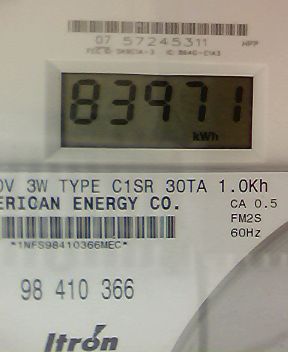 07 57245311
83971
kWh
0V 3W TYPE C1SR 30TA 1.0Kh
ERICAN ENERGY CO.
CA 0.5
FM2S
60Hz
*1NFS98410366MEC*
98 410 366
Itron